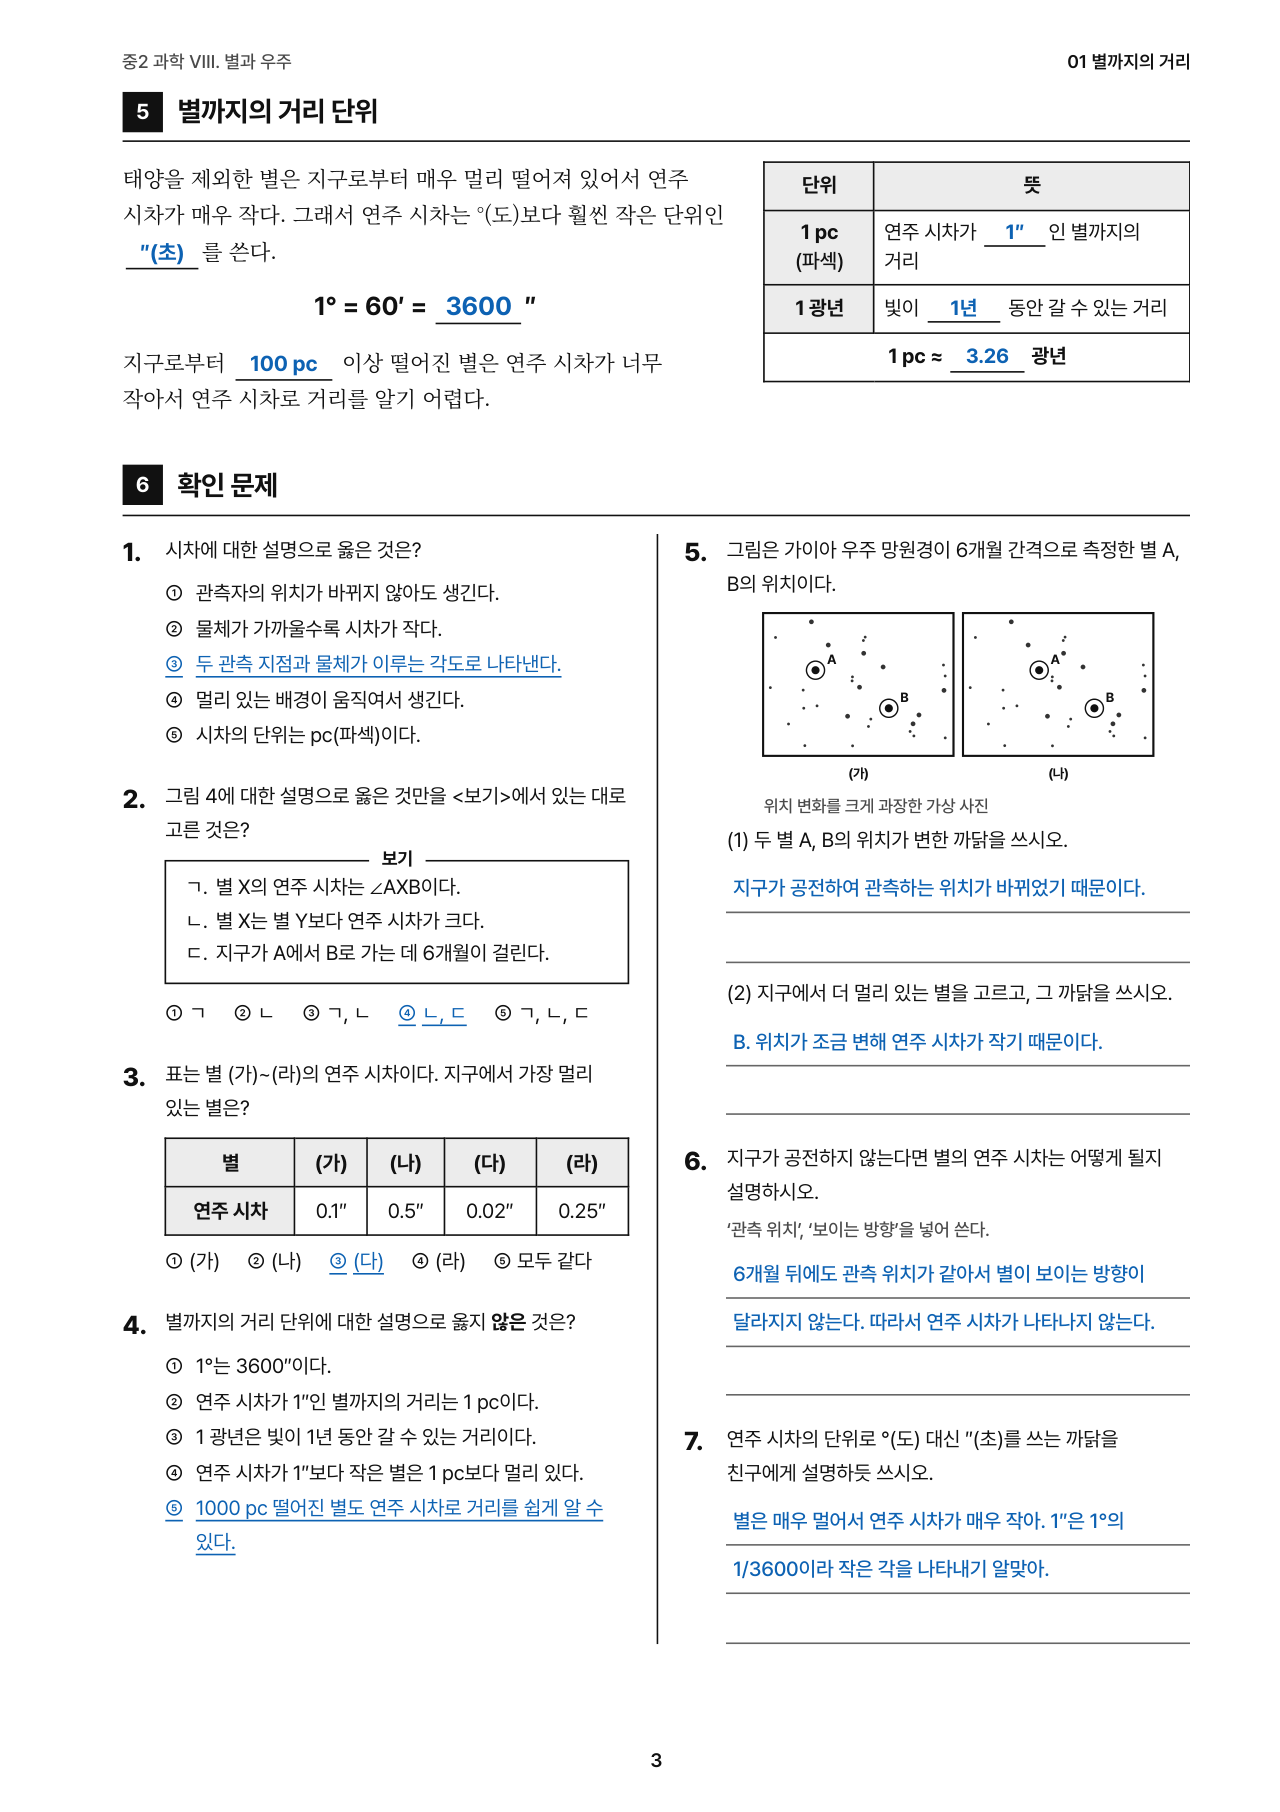 중2 과학 VIII. 별과 우주
01 별까지의 거리
5 별까지의 거리 단위
태양을 제외한 별은 지구로부터 매우 멀리 떨어져 있어서 연주
시차가 매우 작다. 그래서 연주 시차는 °(도)보다 훨씬 작은 단위인
″(초) 를 쓴다.
1° = 60′ = 3600 ″
지구로부터 100 pc 이상 떨어진 별은 연주 시차가 너무
작아서 연주 시차로 거리를 알기 어렵다.
단위 뜻
1 pc
(파섹)
연주 시차가 1″ 인 별까지의
거리
1 광년 빛이 1년 동안 갈 수 있는 거리
1 pc ≈ 3.26 광년
6 확인 문제
1. 시차에 대한 설명으로 옳은 것은?
① 관측자의 위치가 바뀌지 않아도 생긴다.
② 물체가 가까울수록 시차가 작다.
③ 두 관측 지점과 물체가 이루는 각도로 나타낸다.
④ 멀리 있는 배경이 움직여서 생긴다.
⑤ 시차의 단위는 pc(파섹)이다.
2. 그림 4에 대한 설명으로 옳은 것만을 <보기>에서 있는 대로
고른 것은?
보기
ㄱ. 별 X의 연주 시차는 ∠AXB이다.
ㄴ. 별 X는 별 Y보다 연주 시차가 크다.
ㄷ. 지구가 A에서 B로 가는 데 6개월이 걸린다.
① ㄱ ② ㄴ ③ ㄱ, ㄴ ④ ㄴ, ㄷ ⑤ ㄱ, ㄴ, ㄷ
3. 표는 별 (가)~(라)의 연주 시차이다. 지구에서 가장 멀리
있는 별은?
별 (가) (나) (다) (라)
연주 시차 0.1″ 0.5″ 0.02″ 0.25″
① (가) ② (나) ③ (다) ④ (라) ⑤ 모두 같다
4. 별까지의 거리 단위에 대한 설명으로 옳지 않은 것은?
① 1°는 3600″이다.
② 연주 시차가 1″인 별까지의 거리는 1 pc이다.
③ 1 광년은 빛이 1년 동안 갈 수 있는 거리이다.
④ 연주 시차가 1″보다 작은 별은 1 pc보다 멀리 있다.
⑤ 1000 pc 떨어진 별도 연주 시차로 거리를 쉽게 알 수
있다.
5. 그림은 가이아 우주 망원경이 6개월 간격으로 측정한 별 A,
B의 위치이다.
A B A B
(가) (나)
위치 변화를 크게 과장한 가상 사진
(1) 두 별 A, B의 위치가 변한 까닭을 쓰시오.
지구가 공전하여 관측하는 위치가 바뀌었기 때문이다.
(2) 지구에서 더 멀리 있는 별을 고르고, 그 까닭을 쓰시오.
B. 위치가 조금 변해 연주 시차가 작기 때문이다.
6. 지구가 공전하지 않는다면 별의 연주 시차는 어떻게 될지
설명하시오.
‘관측 위치’, ‘보이는 방향’을 넣어 쓴다.
6개월 뒤에도 관측 위치가 같아서 별이 보이는 방향이
달라지지 않는다. 따라서 연주 시차가 나타나지 않는다.
7. 연주 시차의 단위로 °(도) 대신 ″(초)를 쓰는 까닭을
친구에게 설명하듯 쓰시오.
별은 매우 멀어서 연주 시차가 매우 작아. 1″은 1°의
1/3600이라 작은 각을 나타내기 알맞아.
3